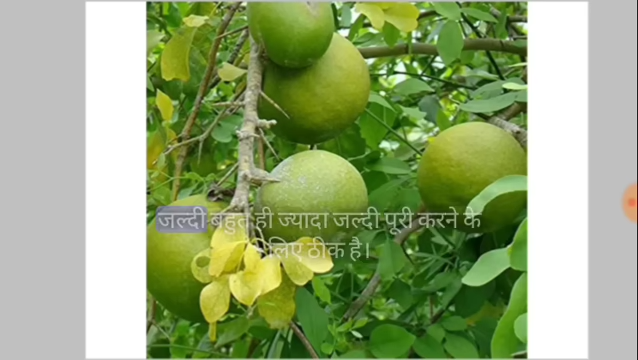 जल्दी बहुत ही ज्यादा जल्दी पूरी करने के
लिए ठीक है।